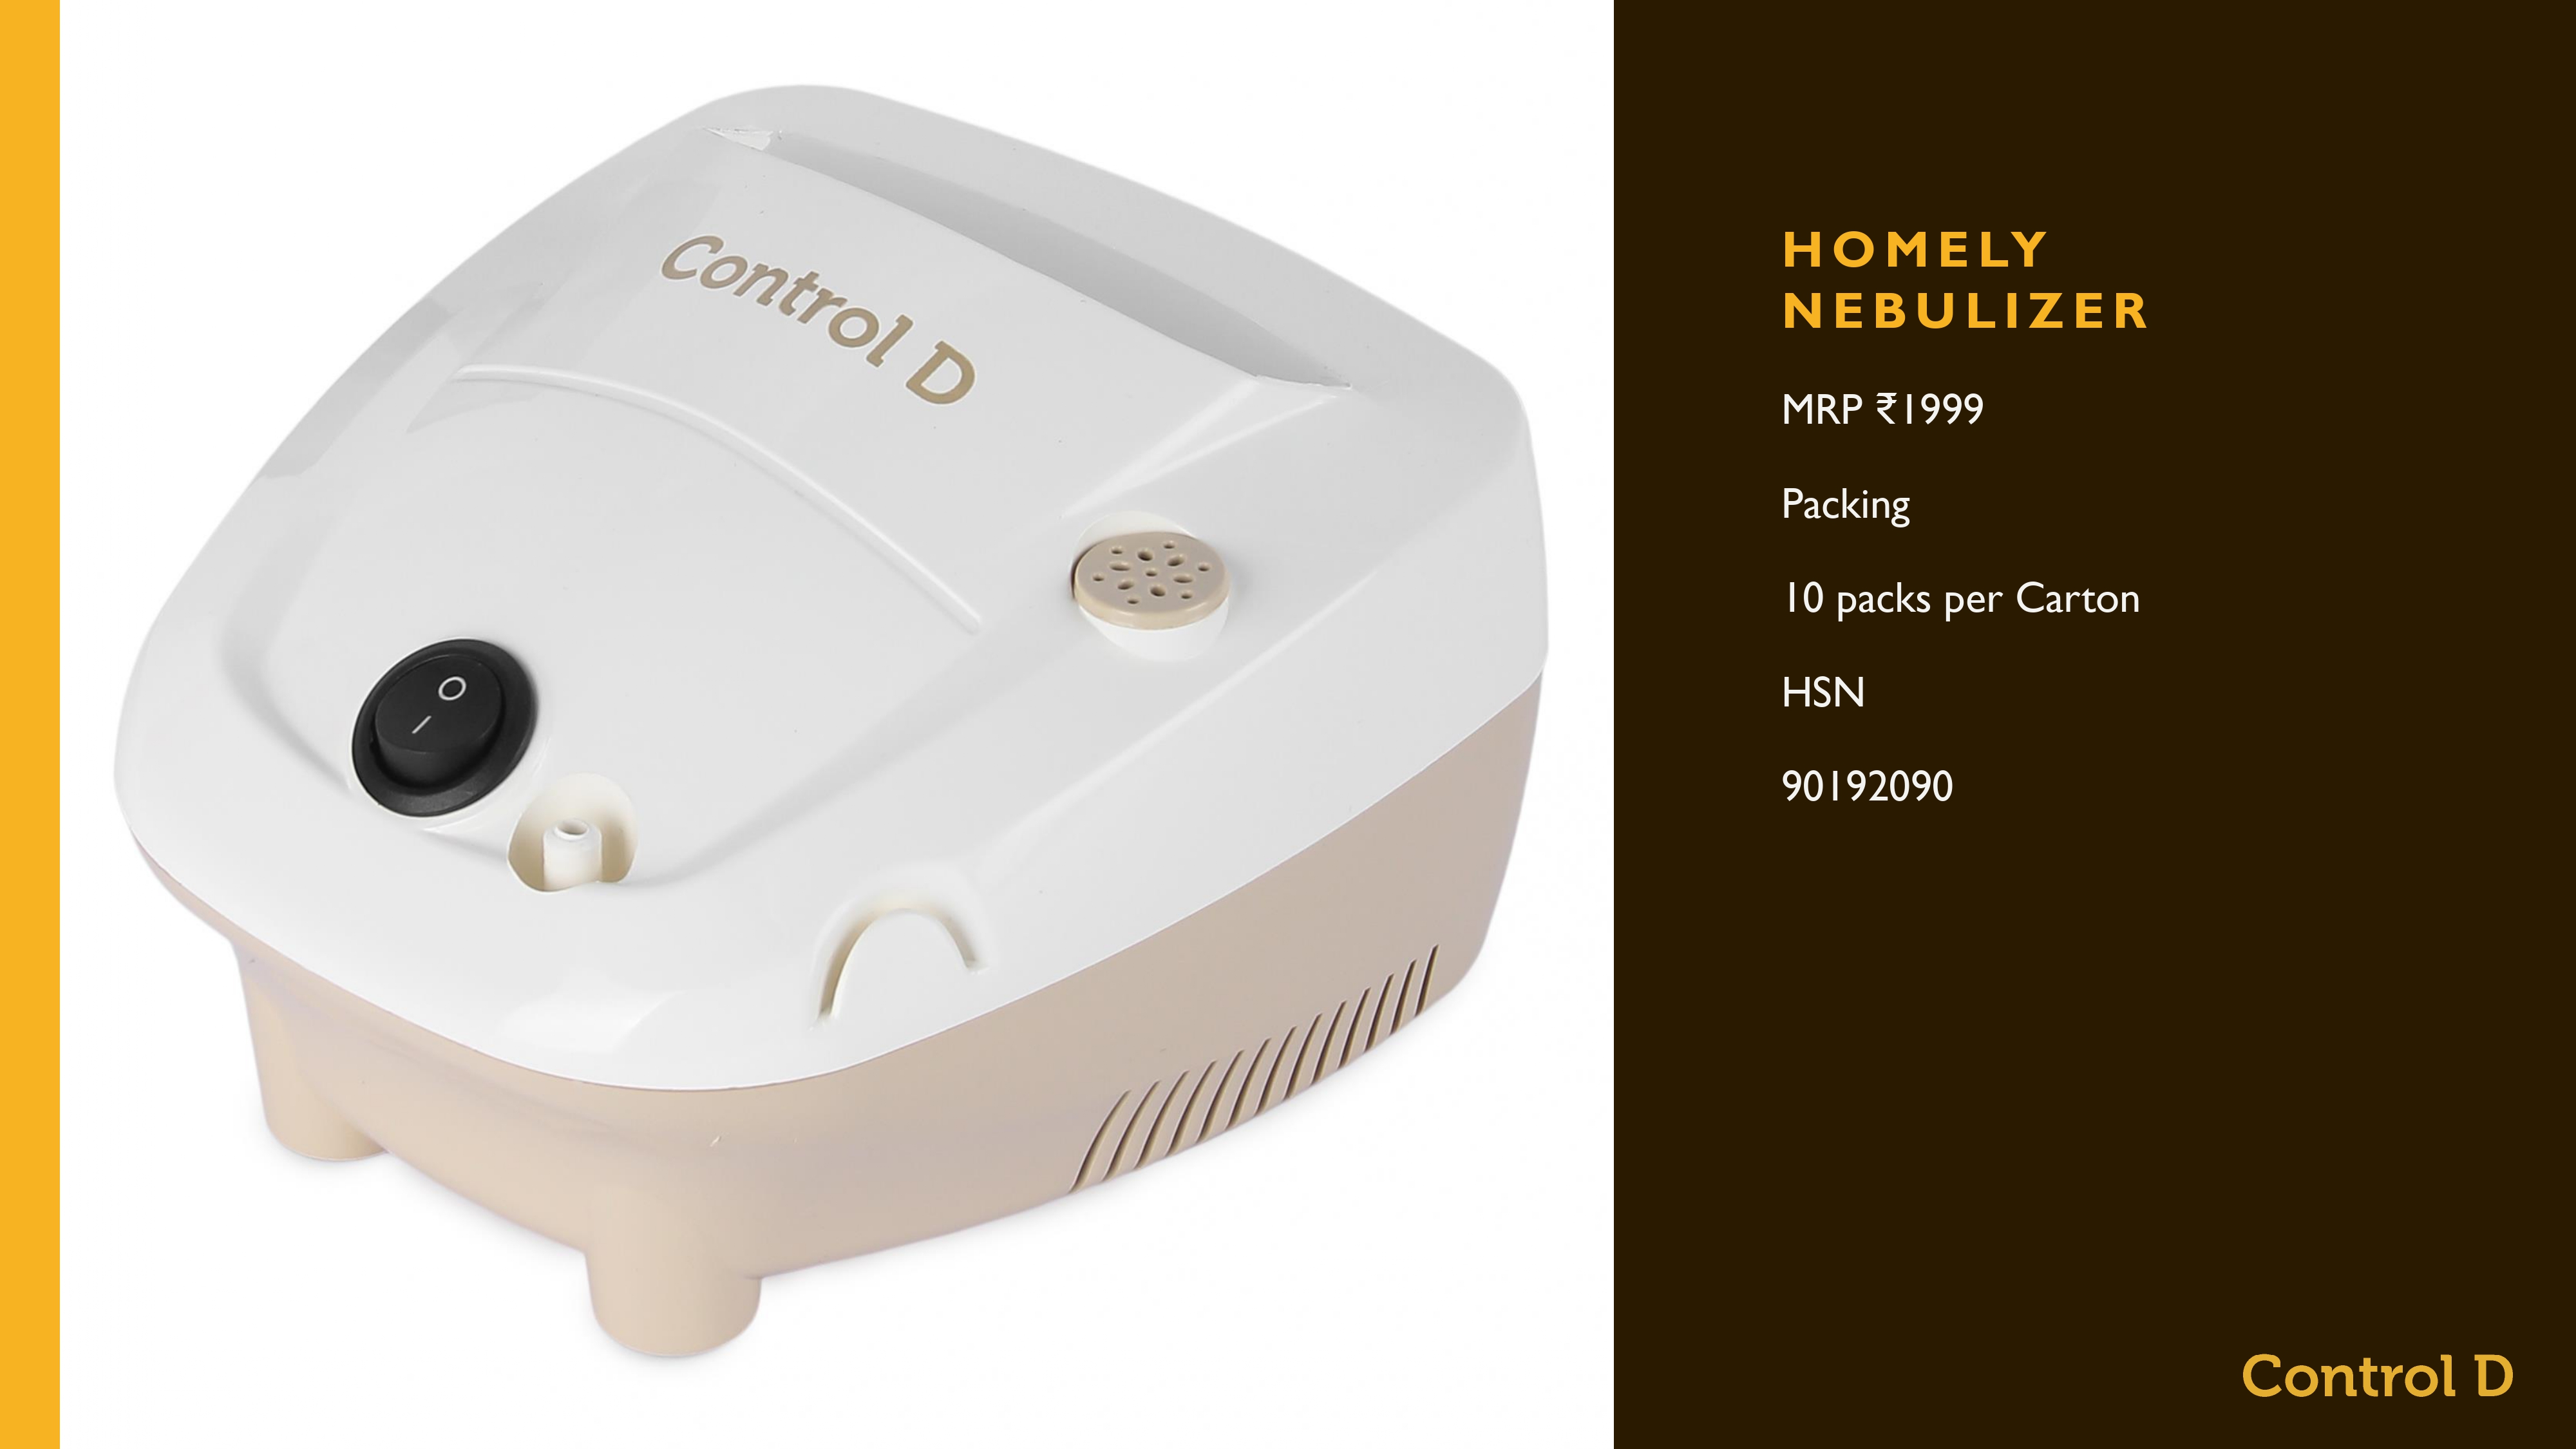 Control D
O
I
HOMELY
NEBULIZER
MRP ₹1999
Packing
10 packs per Carton
HSN
90192090
Control D